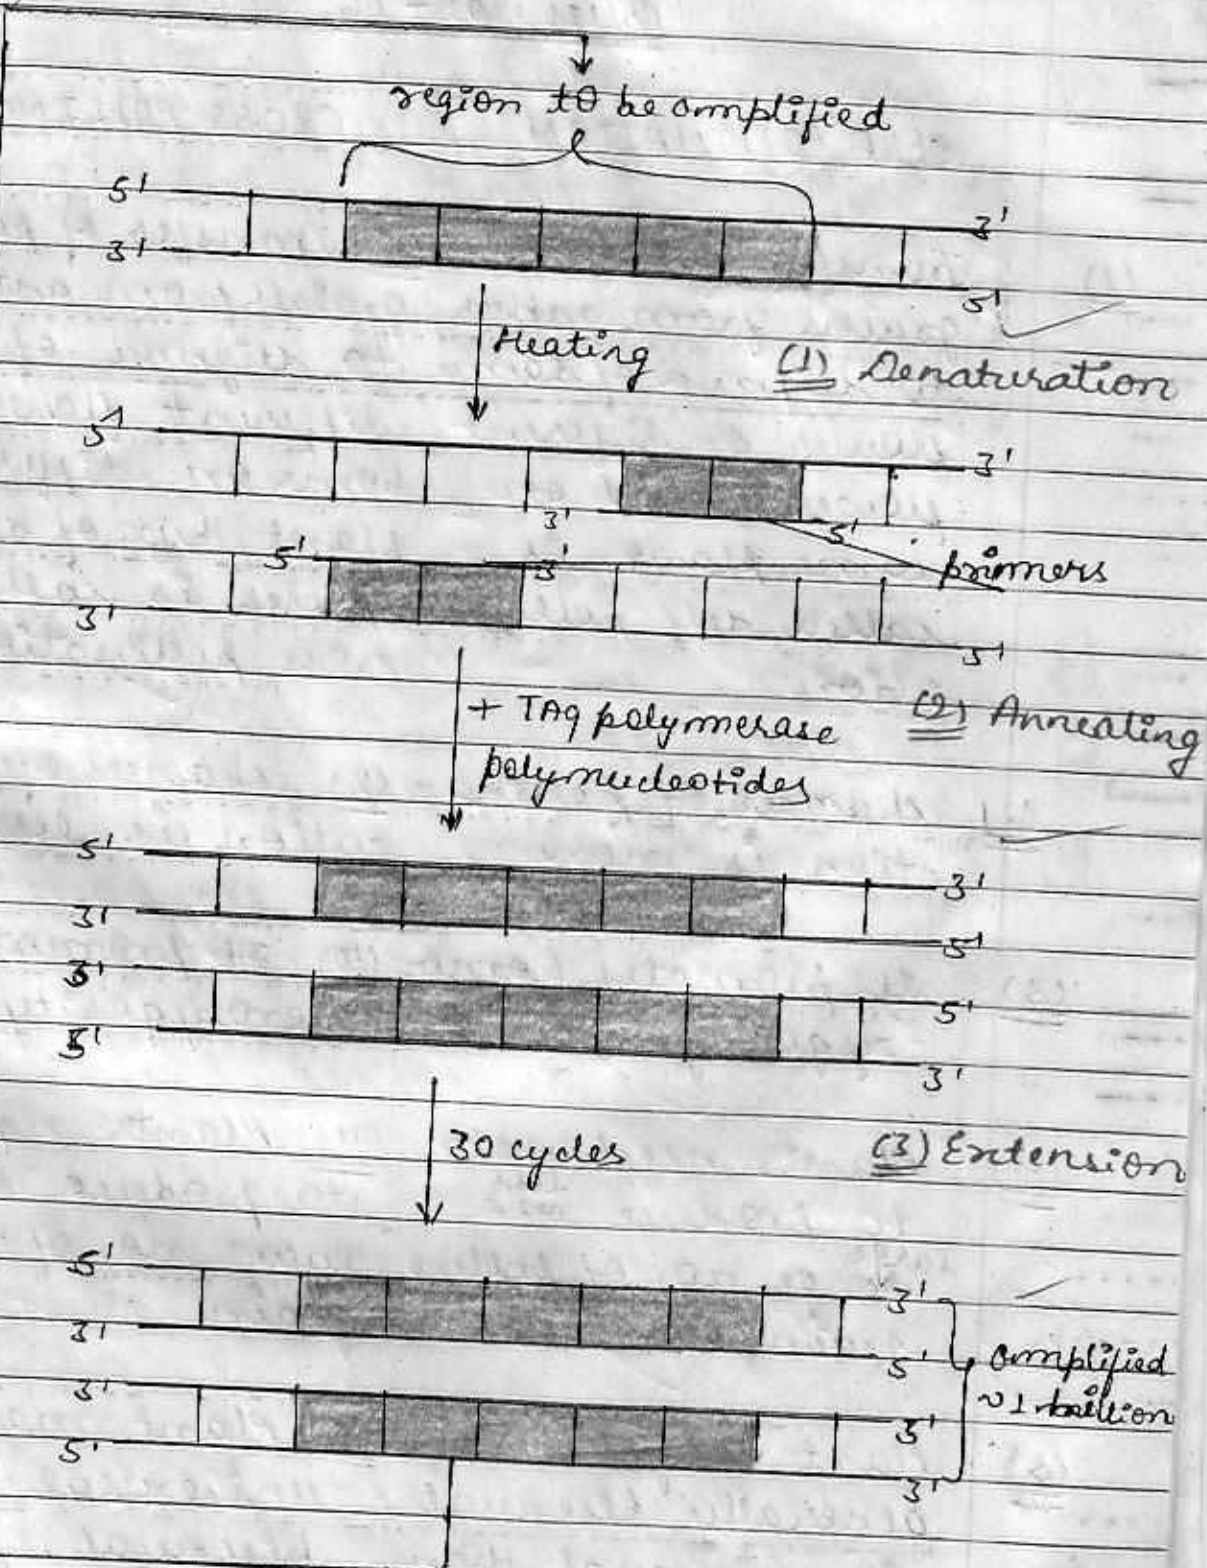 region to be amplified
5' 3'
3' 5'
Heating (1) Denaturation
5' 3'
3' 5'
5' 3' primers
3' 5'
+ TAq polymerase (2) Annealing
polynucleotides
5' 3'
3' 5'
3' 5'
5' 3'
30 cycles (3) Extension
5' 3'
3' 5' amplified
~1 billion
3' 5'
5' 3'